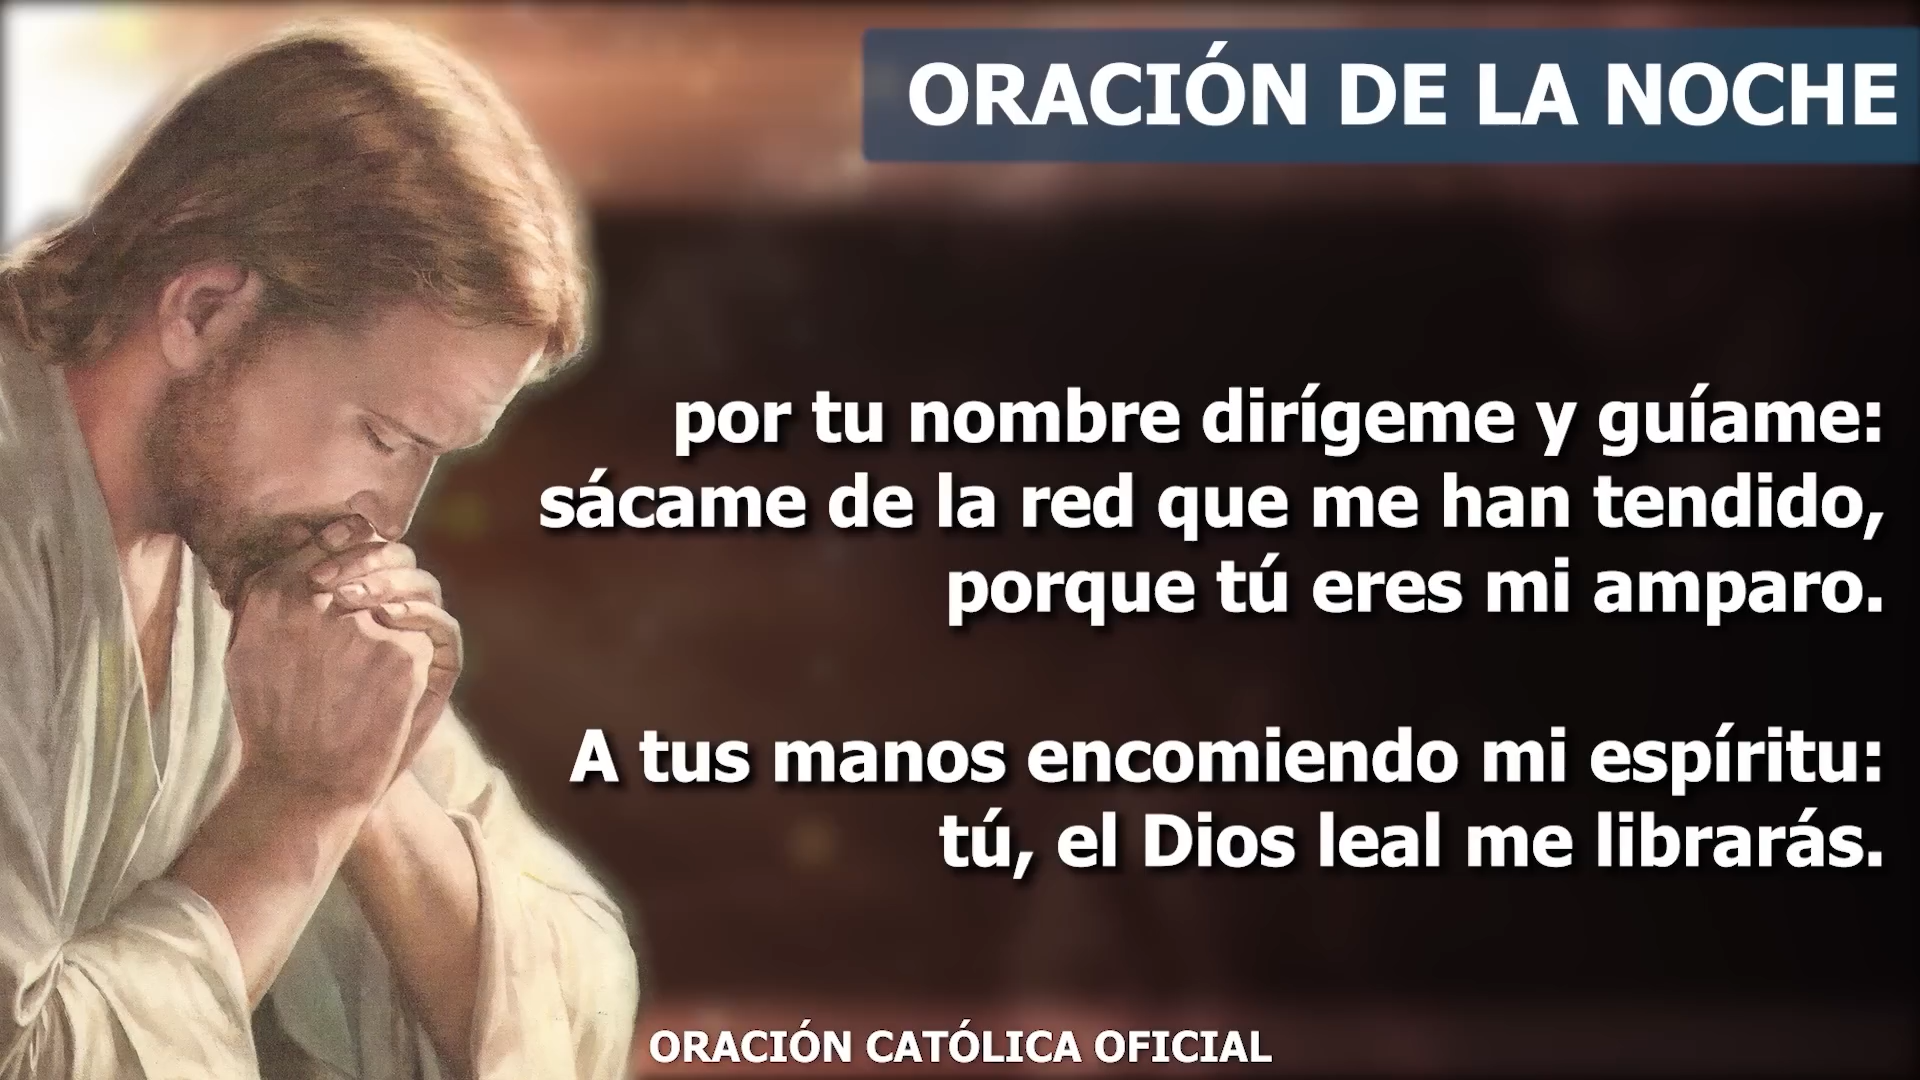 ORACIÓN DE LA NOCHE
por tu nombre dirígeme y guíame:
sácame de la red que me han tendido,
porque tú eres mi amparo.
A tus manos encomiendo mi espíritu:
tú, el Dios leal me librarás.
ORACIÓN CATÓLICA OFICIAL